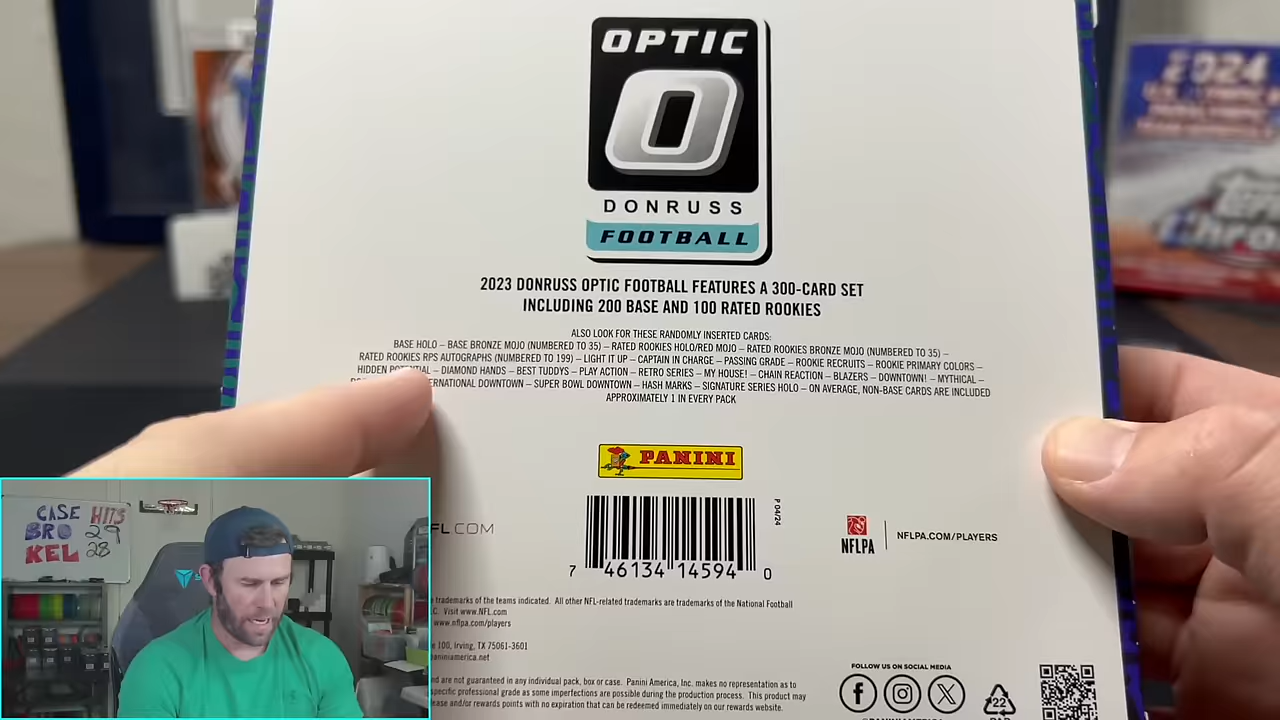 OPTIC
O
DONRUSS
FOOTBALL
2023 DONRUSS OPTIC FOOTBALL FEATURES A 300-CARD SET
INCLUDING 200 BASE AND 100 RATED ROOKIES
ALSO LOOK FOR THESE RANDOMLY INSERTED CARDS:
BASE HOLO – BASE BRONZE MOJO (NUMBERED TO 35) – RATED ROOKIES HOLO/RED MOJO – RATED ROOKIES BRONZE MOJO (NUMBERED TO 35) –
RATED ROOKIES RPS AUTOGRAPHS (NUMBERED TO 199) – LIGHT IT UP – CAPTAIN IN CHARGE – PASSING GRADE – ROOKIE RECRUITS – ROOKIE PRIMARY COLORS –
HIDDEN POTENTIAL – DIAMOND HANDS – BEST TUDDYS – PLAY ACTION – RETRO SERIES – MY HOUSE! – CHAIN REACTION – BLAZERS – DOWNTOWN! – MYTHICAL –
DOWNTOWN – SUPER BOWL DOWNTOWN – HASH MARKS – SIGNATURE SERIES HOLO – ON AVERAGE, NON-BASE CARDS ARE INCLUDED
APPROXIMATELY 1 IN EVERY PACK
PANINI
P 04/24
7 46134 14594 0
NFLPA
NFLPA.COM/PLAYERS
.COM
trademarks of the teams indicated. All other NFL-related trademarks are trademarks of the National Football
Visit www.NFL.com
www.nflpa.com/players
100, Irving, TX 75061-3601
paniniamerica.net
are not guaranteed in any individual pack, box or case. Panini America, Inc. makes no representation as to
specific professional grade as some imperfections are possible during the production process. This product may
and/or rewards points with no expiration that can be redeemed immediately on our rewards website.
FOLLOW US ON SOCIAL MEDIA
22
PAP
2024
Topps
Chro
CASE HITS
BRO 29
KEL 28